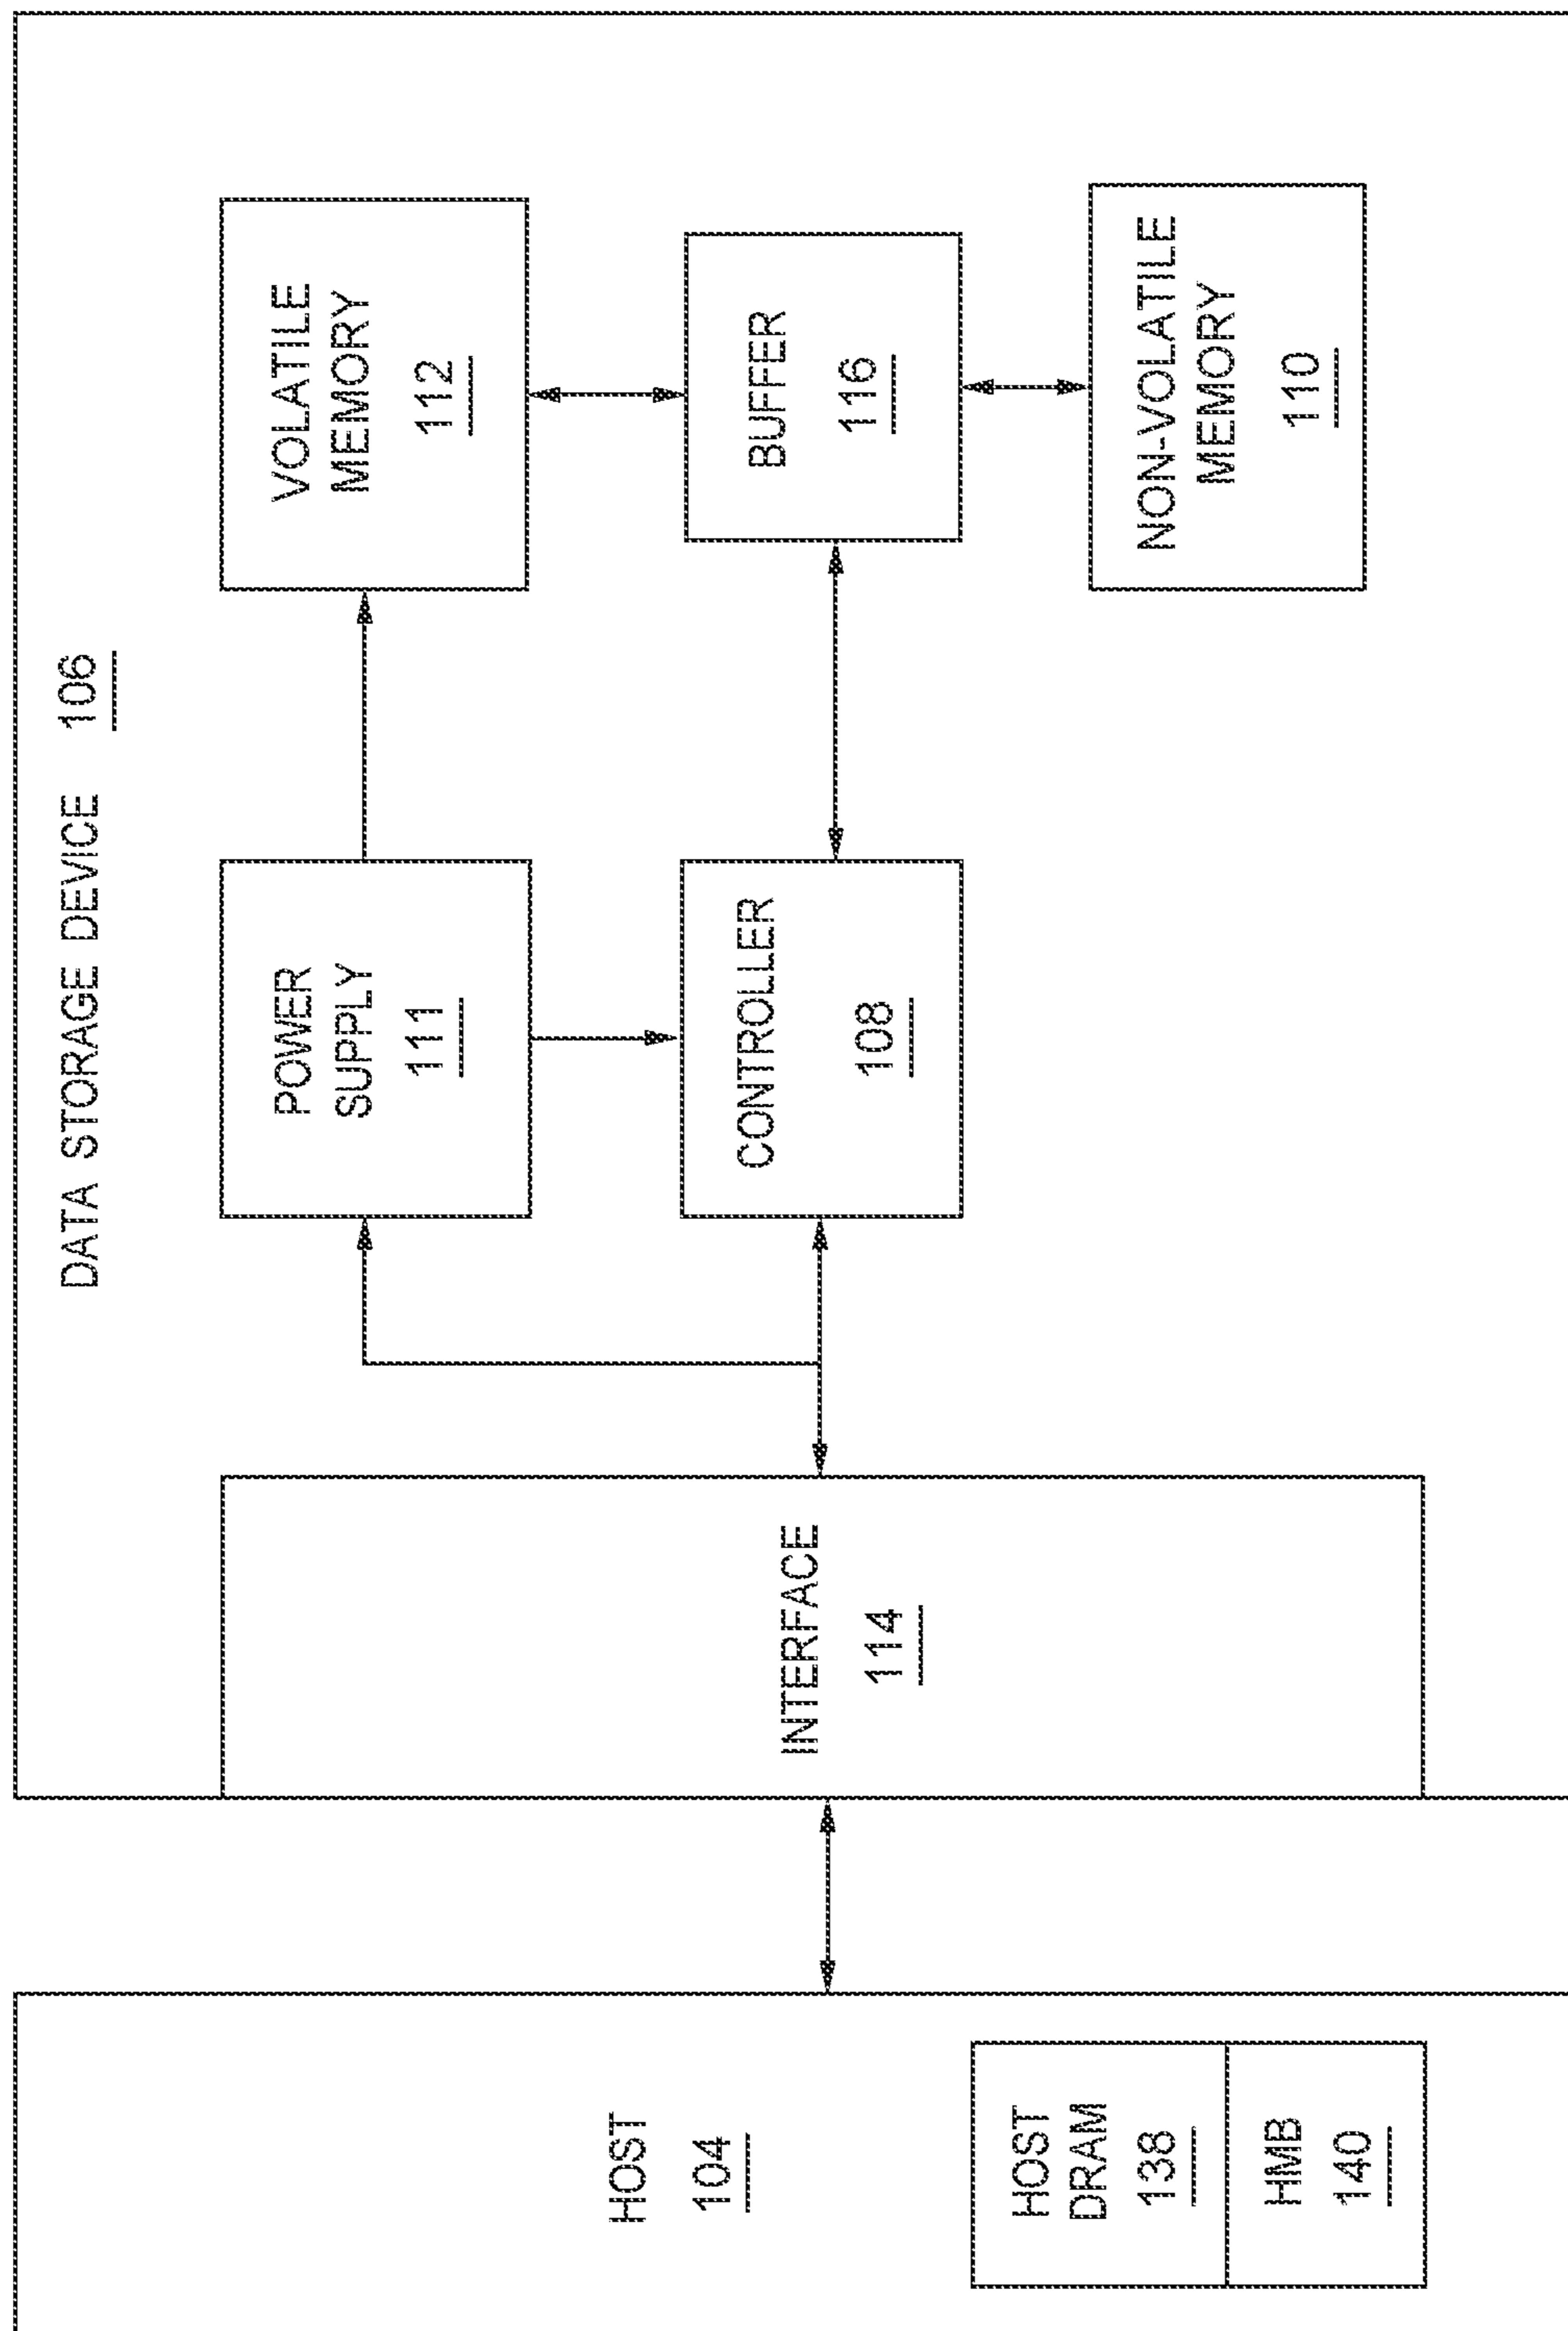 DATA STORAGE DEVICE 106
HOST
104
HOST
DRAM
138
HMB
140
INTERFACE
114
POWER
SUPPLY
111
CONTROLLER
108
VOLATILE
MEMORY
112
BUFFER
116
NON-VOLATILE
MEMORY
110